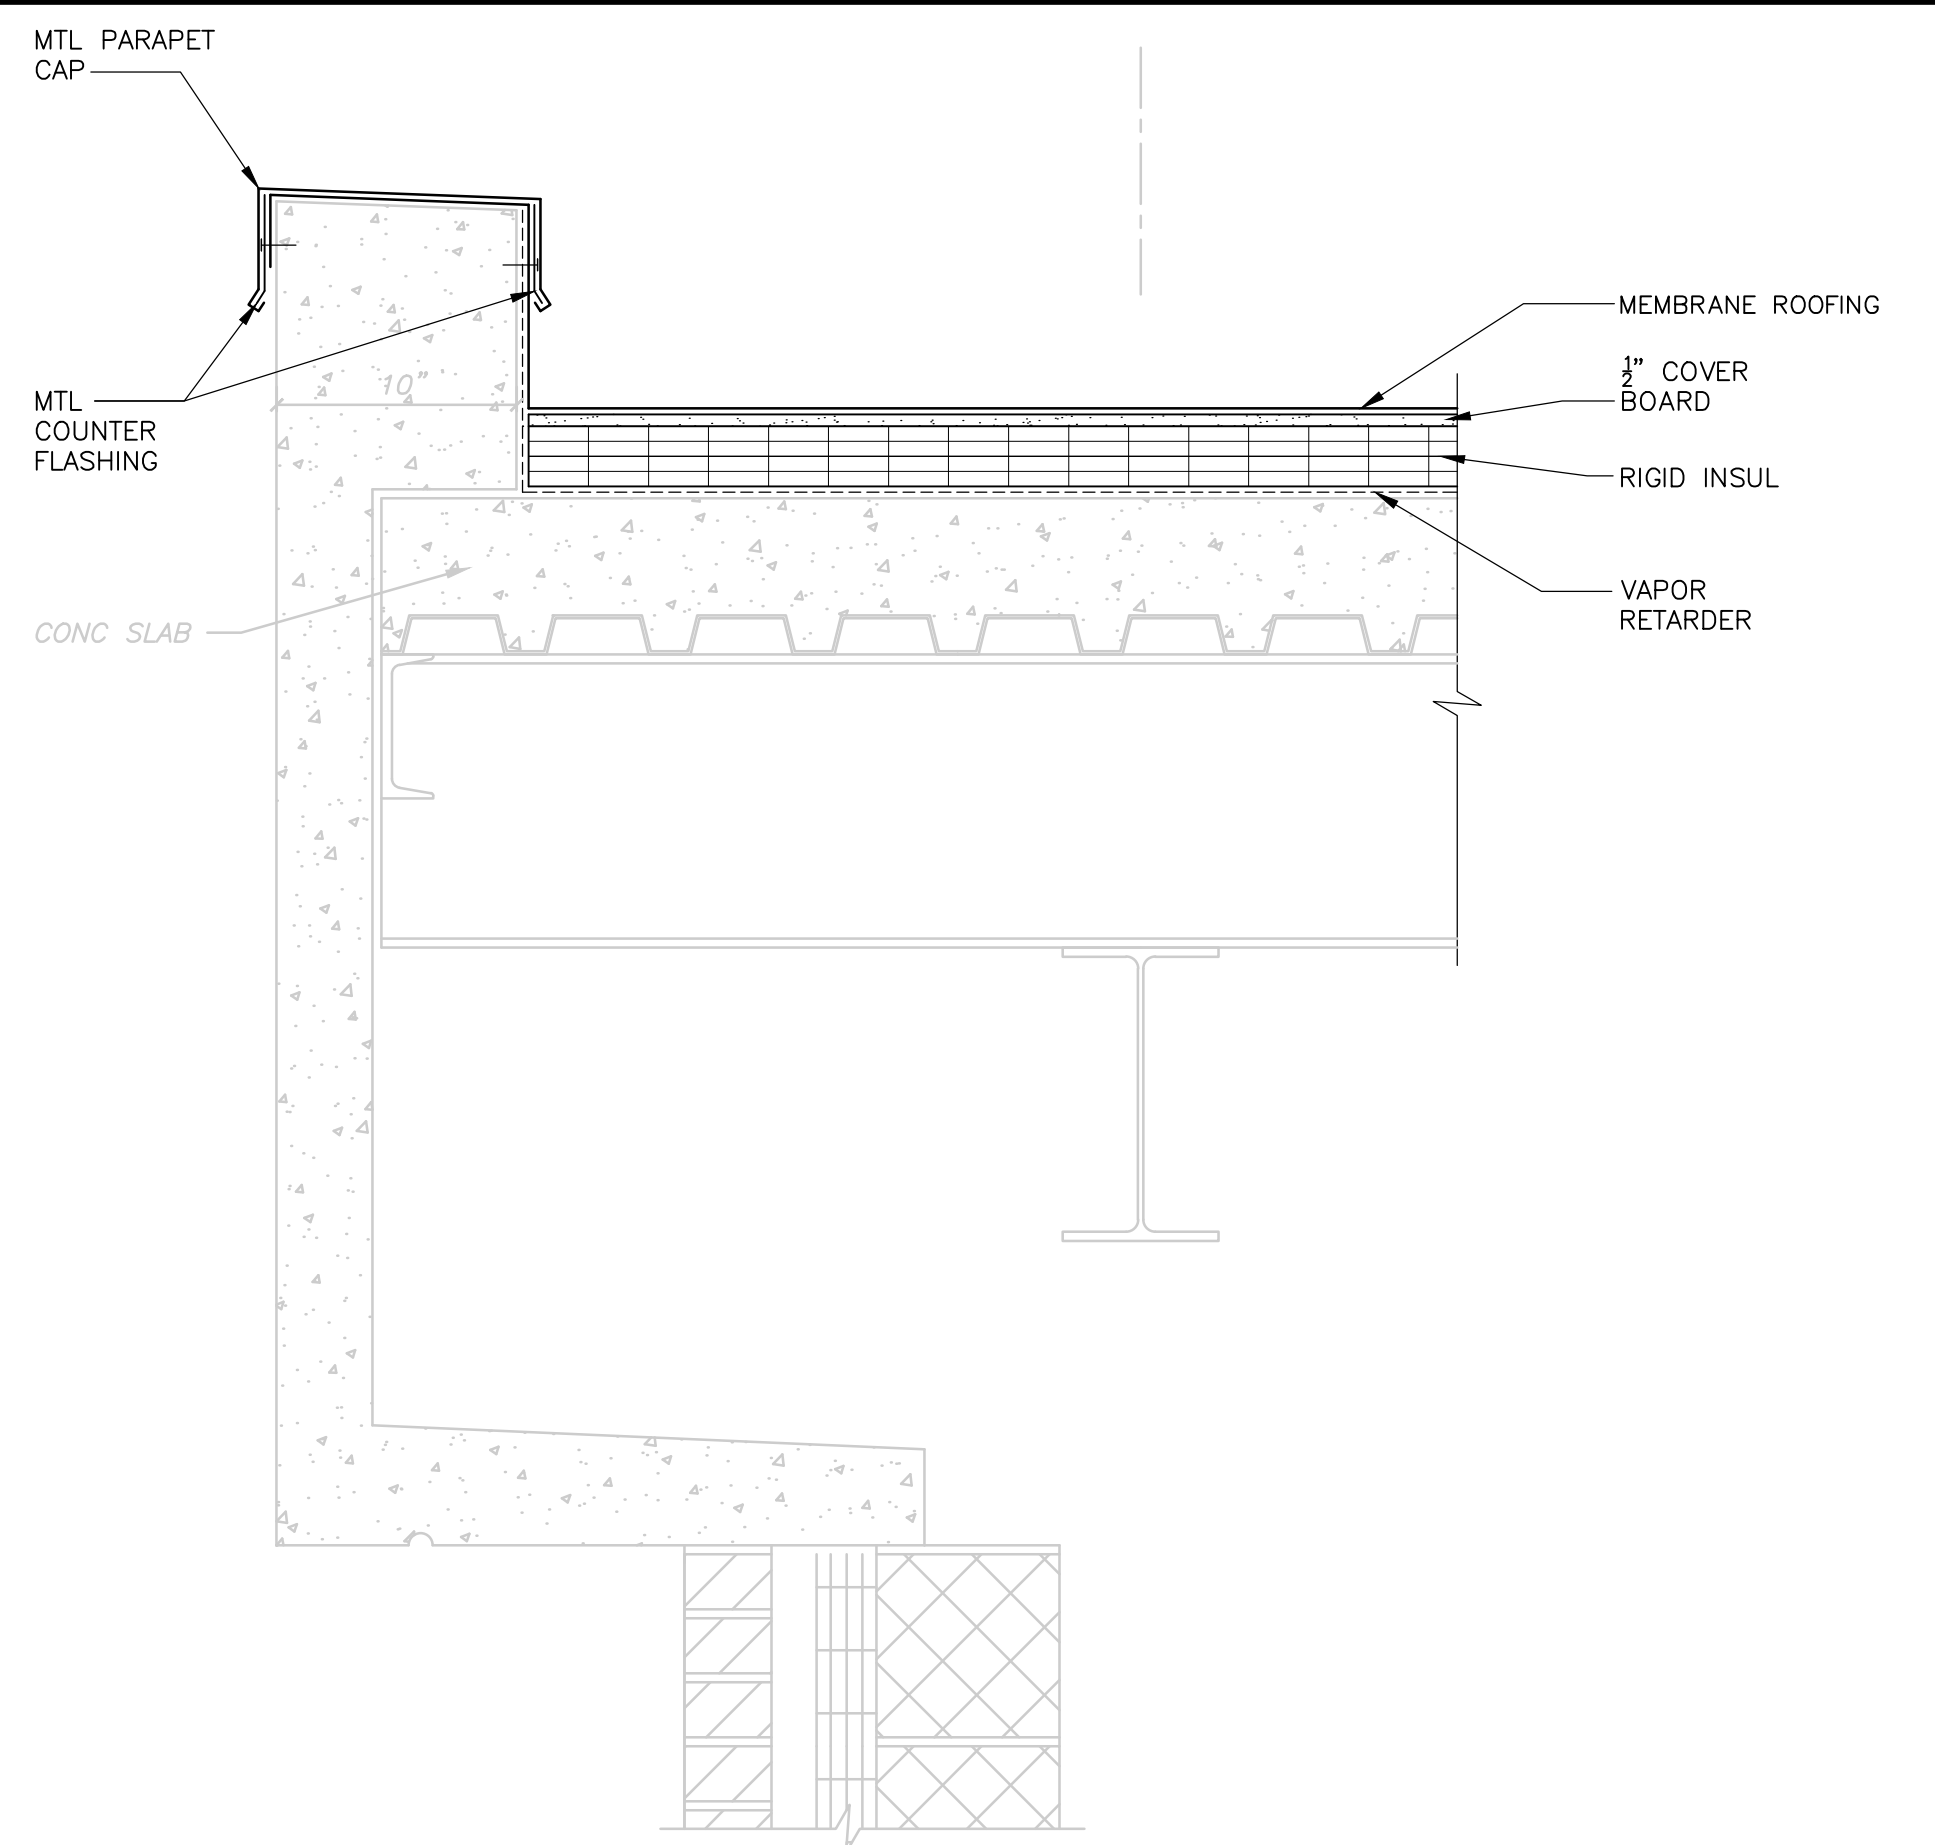 MTL PARAPET
CAP
MEMBRANE ROOFING
½" COVER
BOARD
10"
MTL
COUNTER
FLASHING
RIGID INSUL
VAPOR
RETARDER
CONC SLAB